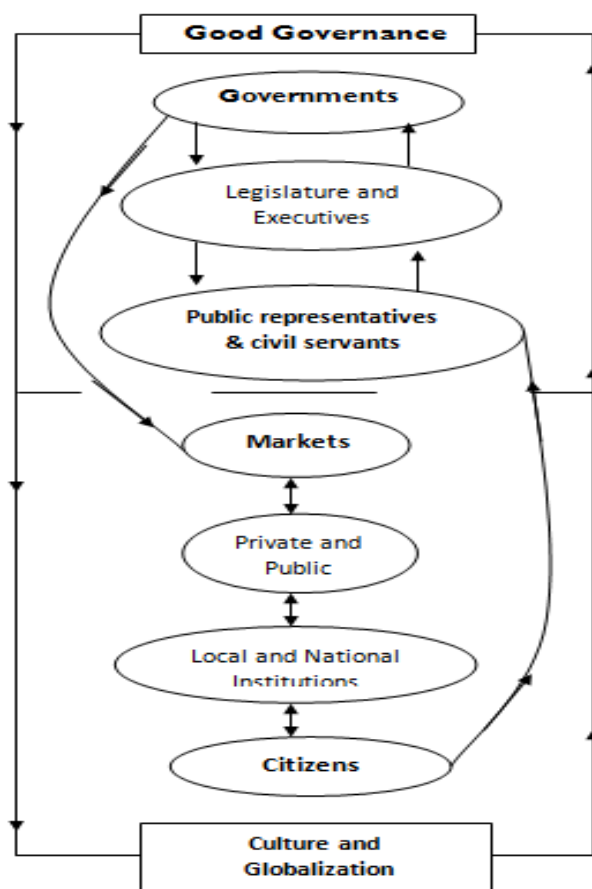 Good Governance
Governments
Legislature and
Executives
Public representatives
& civil servants
Markets
Private and
Public
Local and National
Institutions
Citizens
Culture and
Globalization